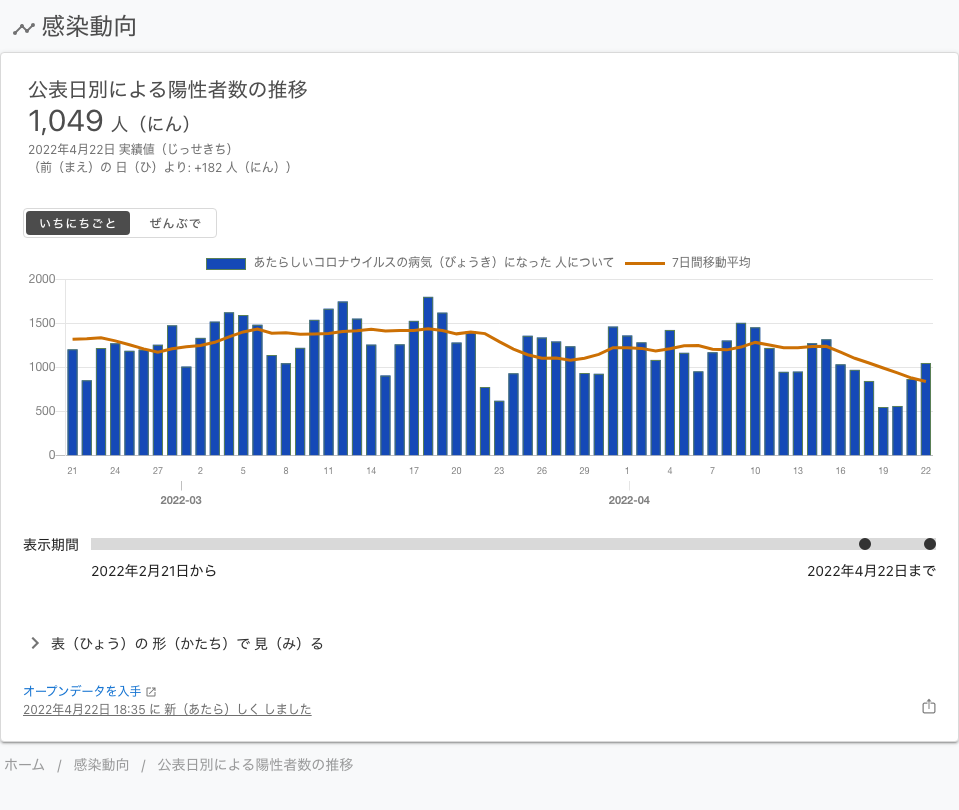 感染動向
公表日別による陽性者数の推移
1,049 人（にん）
2022年4月22日 実績値（じっせきち）
（前（まえ）の 日（ひ）より: +182 人（にん））
いちにちごと ぜんぶで
あたらしいコロナウイルスの病気（びょうき）になった 人について 7日間移動平均
2000
1500
1000
500
0
21 24 27 2 5 8 11 14 17 20 23 26 29 1 4 7 10 13 16 19 22
2022-03 2022-04
表示期間
2022年2月21日から 2022年4月22日まで
表（ひょう）の 形（かたち）で 見（み）る
オープンデータを入手
2022年4月22日 18:35 に 新（あたら）しく しました
ホーム / 感染動向 / 公表日別による陽性者数の推移